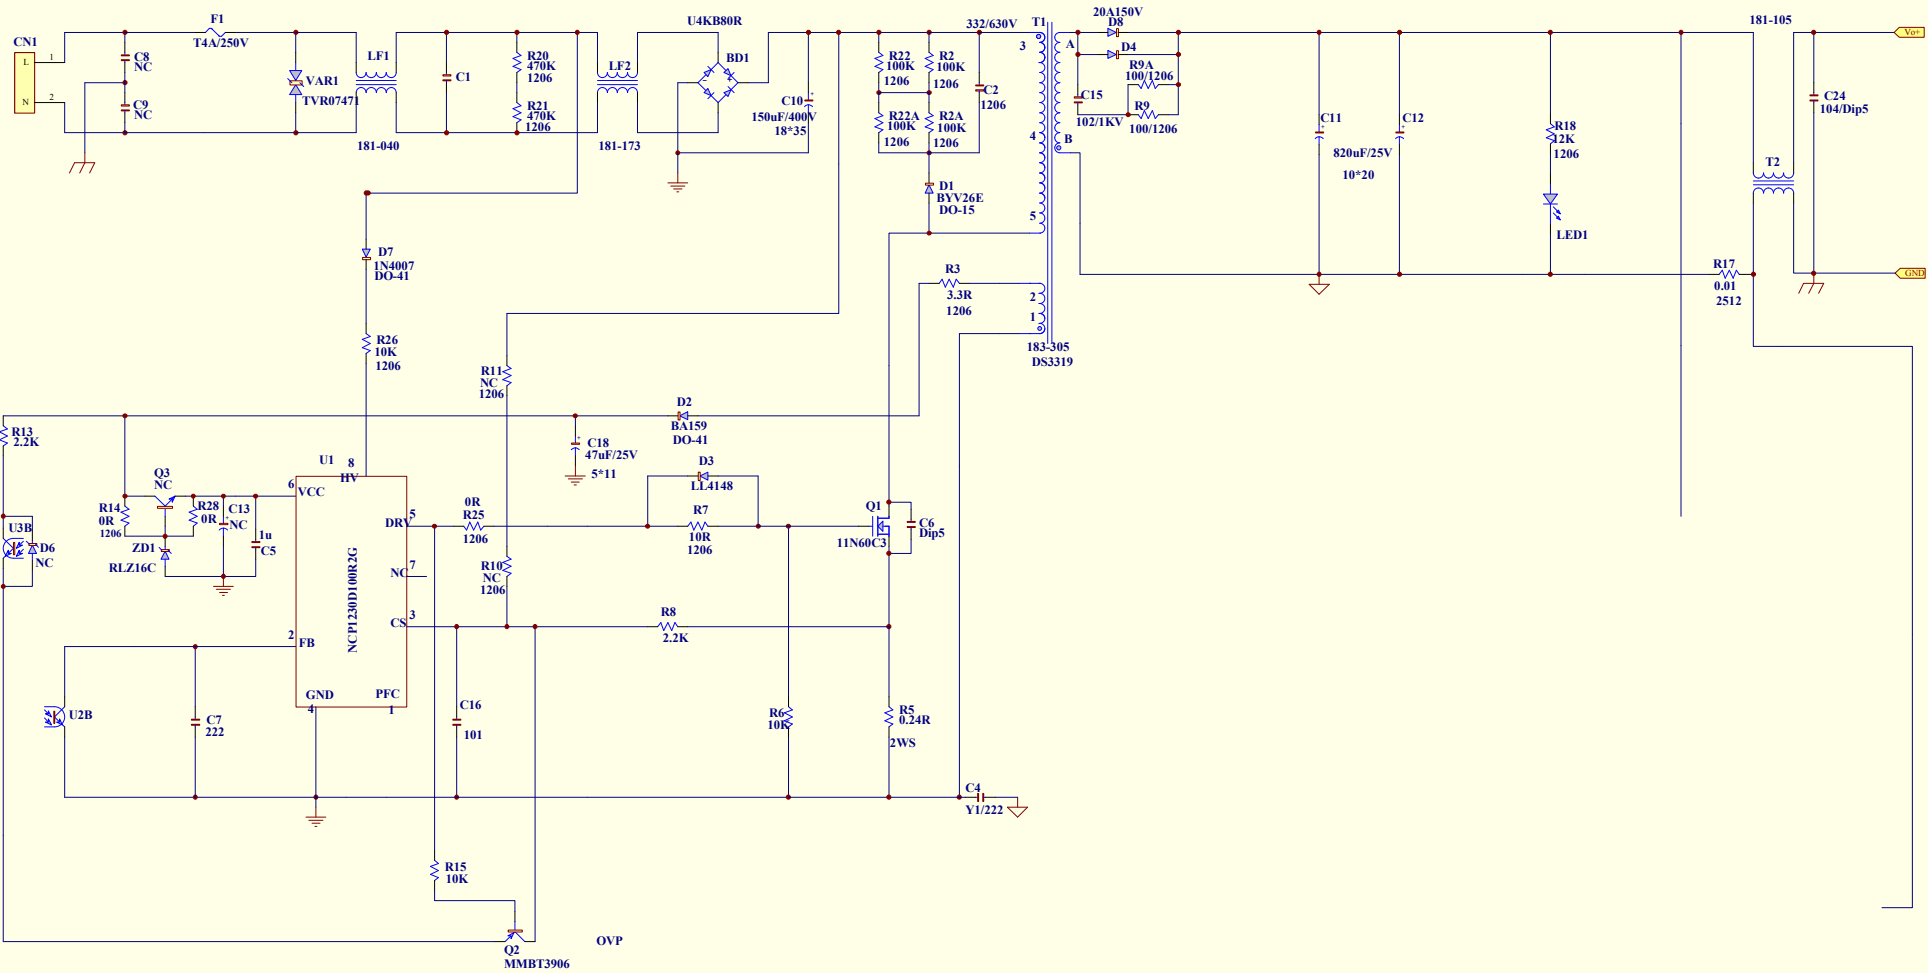 CN1
L
1
N
2
C8
NC
C9
NC
F1
T4A/250V
VAR1
TVR07471
LF1
181-040
C1
R20
470K
1206
R21
470K
1206
LF2
181-173
U4KB80R
BD1
C10
150uF/400V
18*35
R22
100K
1206
R2
100K
1206
R22A
100K
1206
R2A
100K
1206
332/630V
C2
1206
D1
BYV26E
DO-15
T1
3
4
5
2
1
A
B
183-305
DS3319
20A150V
D8
D4
R9A
100/1206
R9
100/1206
C15
102/1KV
C11
820uF/25V
10*20
C12
R18
12K
1206
LED1
181-105
T2
C24
104/Dip5
Vo+
GND
R17
0.01
2512
D7
1N4007
DO-41
R26
10K
1206
R11
NC
1206
R3
3.3R
1206
D2
BA159
DO-41
C18
47uF/25V
5*11
R13
2.2K
Q3
NC
R14
0R
1206
R28
0R
C13
NC
1u
C5
ZD1
RLZ16C
U3B
D6
NC
U1
8
HV
6
VCC
DRV
5
NC
7
CS
3
2
FB
GND
4
PFC
1
NCP1230D100R2G
0R
R25
1206
D3
LL4148
R7
10R
1206
Q1
11N60C3
C6
Dip5
R10
NC
1206
R8
2.2K
U2B
C7
222
C16
101
R6
10K
R5
0.24R
2WS
C4
Y1/222
R15
10K
Q2
MMBT3906
OVP